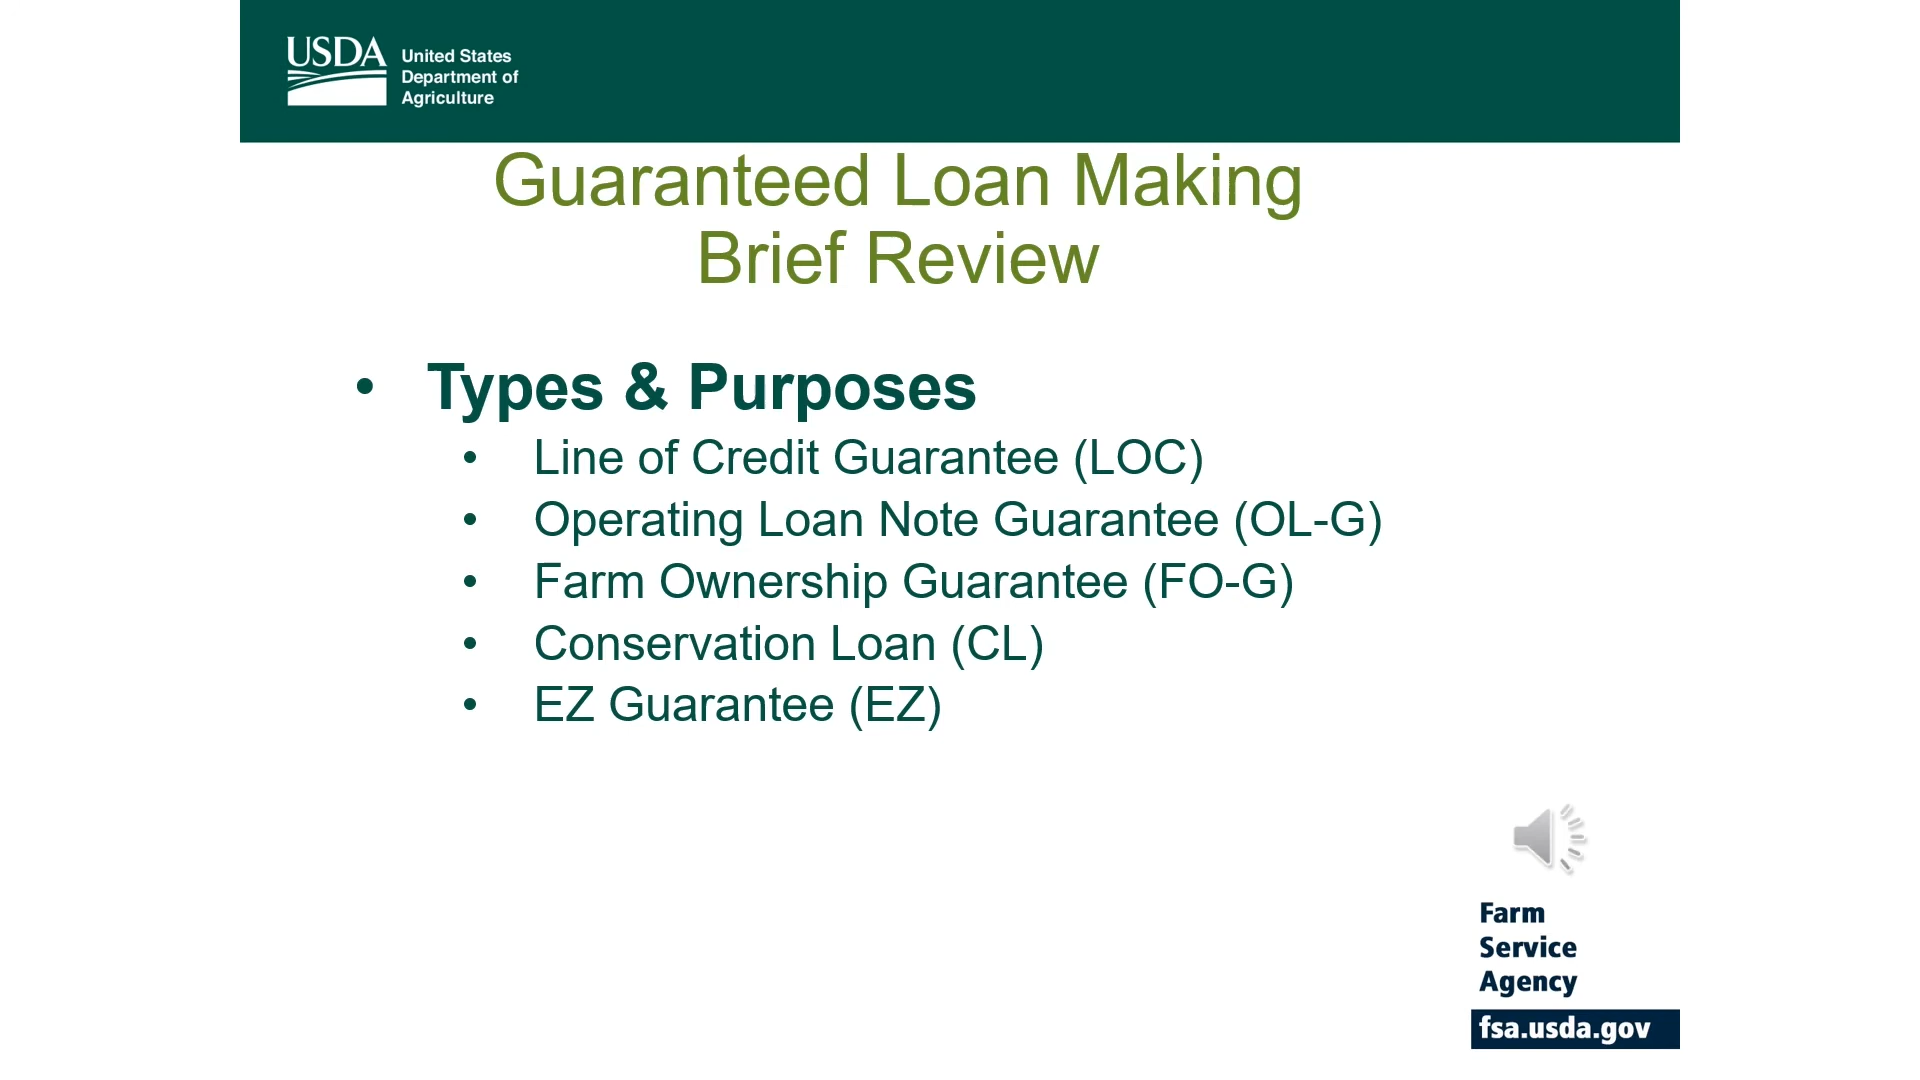 USDA
United States
Department of
Agriculture
Guaranteed Loan Making
Brief Review
• Types & Purposes
• Line of Credit Guarantee (LOC)
• Operating Loan Note Guarantee (OL-G)
• Farm Ownership Guarantee (FO-G)
• Conservation Loan (CL)
• EZ Guarantee (EZ)
Farm
Service
Agency
fsa.usda.gov